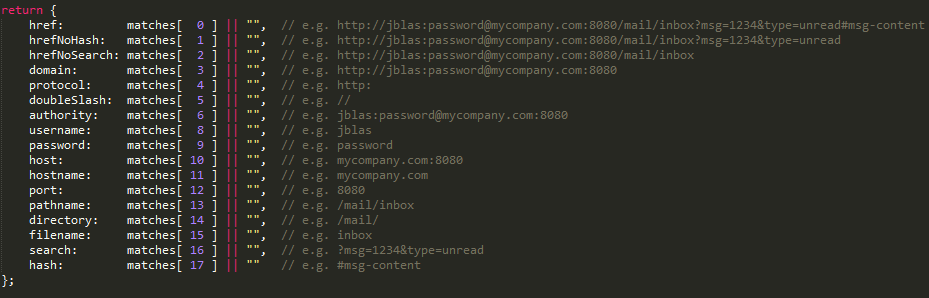 return {
href: matches[ 0 ] || "", // e.g. http://jblas:password@mycompany.com:8080/mail/inbox?msg=1234&type=unread#msg-content
hrefNoHash: matches[ 1 ] || "", // e.g. http://jblas:password@mycompany.com:8080/mail/inbox?msg=1234&type=unread
hrefNoSearch: matches[ 2 ] || "", // e.g. http://jblas:password@mycompany.com:8080/mail/inbox
domain: matches[ 3 ] || "", // e.g. http://jblas:password@mycompany.com:8080
protocol: matches[ 4 ] || "", // e.g. http:
doubleSlash: matches[ 5 ] || "", // e.g. //
authority: matches[ 6 ] || "", // e.g. jblas:password@mycompany.com:8080
username: matches[ 8 ] || "", // e.g. jblas
password: matches[ 9 ] || "", // e.g. password
host: matches[ 10 ] || "", // e.g. mycompany.com:8080
hostname: matches[ 11 ] || "", // e.g. mycompany.com
port: matches[ 12 ] || "", // e.g. 8080
pathname: matches[ 13 ] || "", // e.g. /mail/inbox
directory: matches[ 14 ] || "", // e.g. /mail/
filename: matches[ 15 ] || "", // e.g. inbox
search: matches[ 16 ] || "", // e.g. ?msg=1234&type=unread
hash: matches[ 17 ] || "" // e.g. #msg-content
};